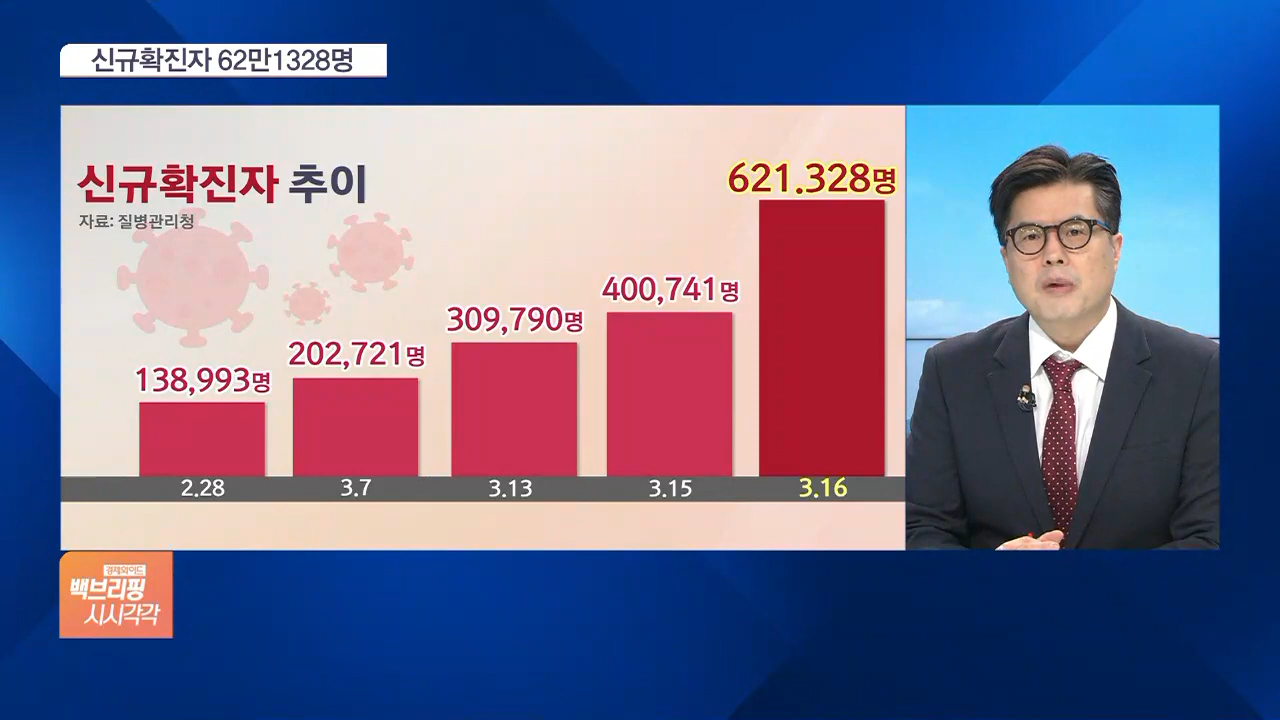 신규확진자 62만1328명
신규확진자 추이
자료: 질병관리청
138,993명
202,721명
309,790명
400,741명
621.328명
2.28
3.7
3.13
3.15
3.16
경제와이드
백브리핑
시시각각